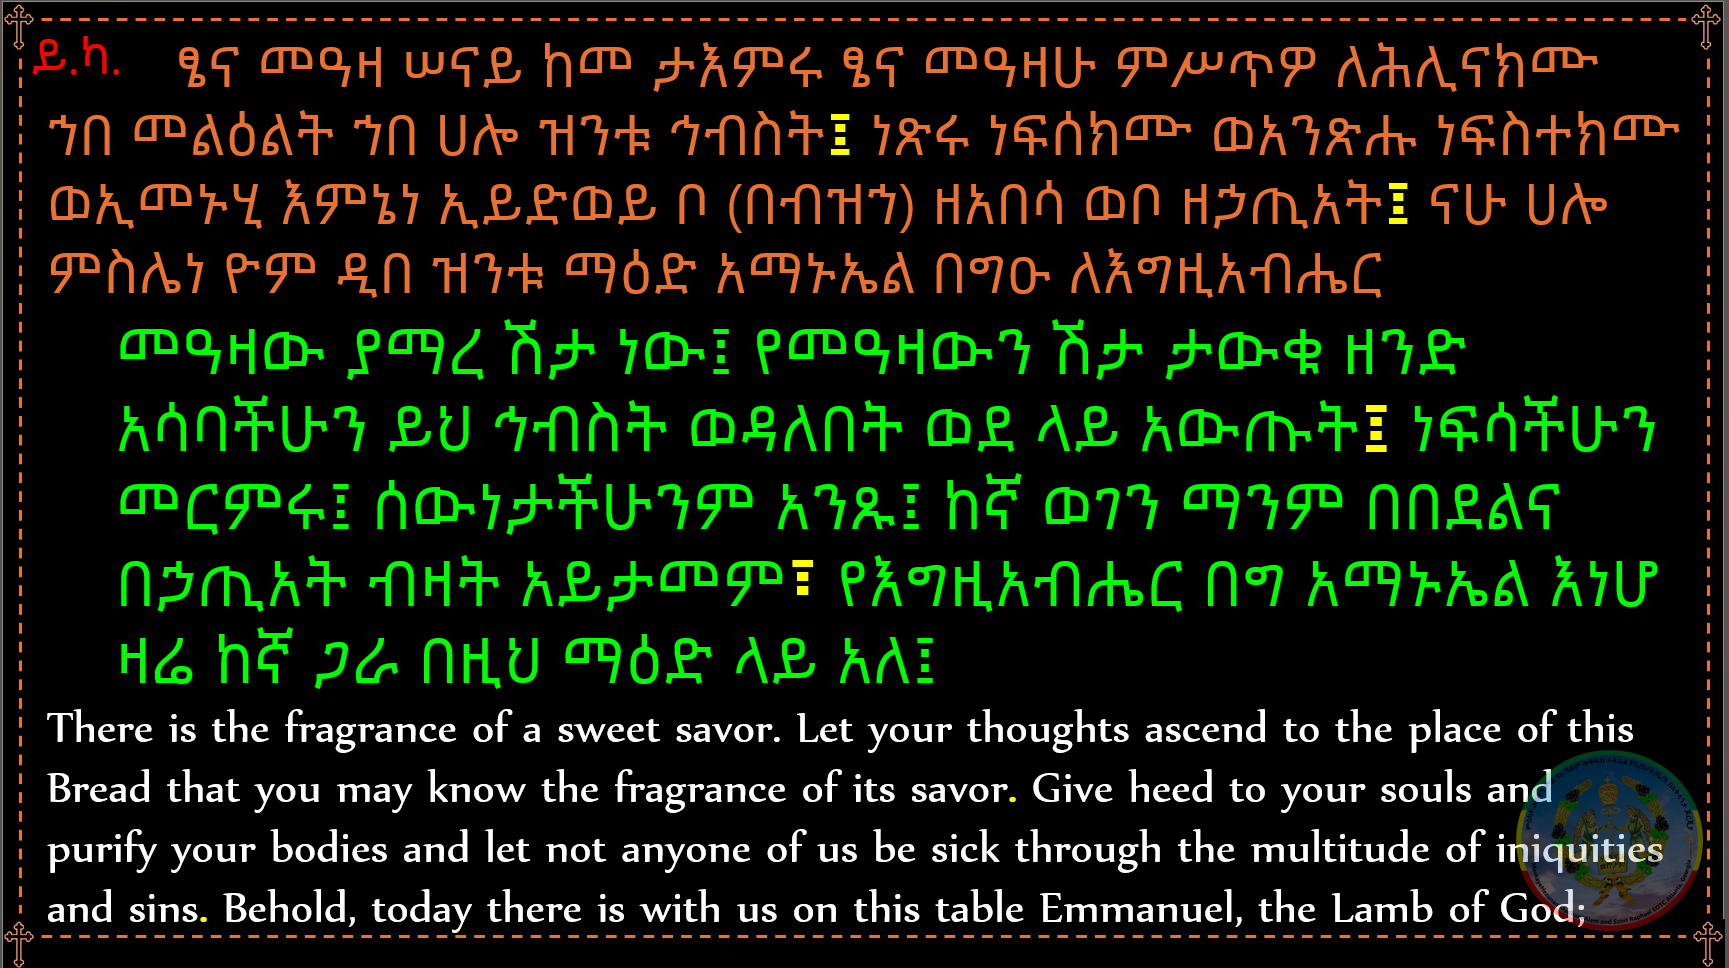 ይ.ካ. ፄና መዓዛ ሠናይ ከመ ታእምሩ ፄና መዓዛሁ ምሥጥዎ ለሕሊናክሙ
ኀበ መልዕልት ኀበ ሀሎ ዝንቱ ኅብስት፤ ነጽሩ ነፍሰክሙ ወአንጽሑ ነፍስተክሙ
ወኢመኑሂ እምኔነ ኢይድወይ ቦ (በብዝኀ) ዘአበሳ ወቦ ዘኃጢአት፤ ናሁ ሀሎ
ምስሌነ ዮም ዲበ ዝንቱ ማዕድ አማኑኤል በግዑ ለእግዚአብሔር
መዓዛው ያማረ ሽታ ነው፤ የመዓዛውን ሽታ ታውቁ ዘንድ
አሳባችሁን ይህ ኅብስት ወዳለበት ወደ ላይ አውጡት፤ ነፍሳችሁን
መርምሩ፤ ሰውነታችሁንም አንጹ፤ ከኛ ወገን ማንም በበደልና
በኃጢአት ብዛት አይታመም፤ የእግዚአብሔር በግ አማኑኤል እነሆ
ዛሬ ከኛ ጋራ በዚህ ማዕድ ላይ አለ፤
There is the fragrance of a sweet savor. Let your thoughts ascend to the place of this
Bread that you may know the fragrance of its savor. Give heed to your souls and
purify your bodies and let not anyone of us be sick through the multitude of iniquities
and sins. Behold, today there is with us on this table Emmanuel, the Lamb of God;